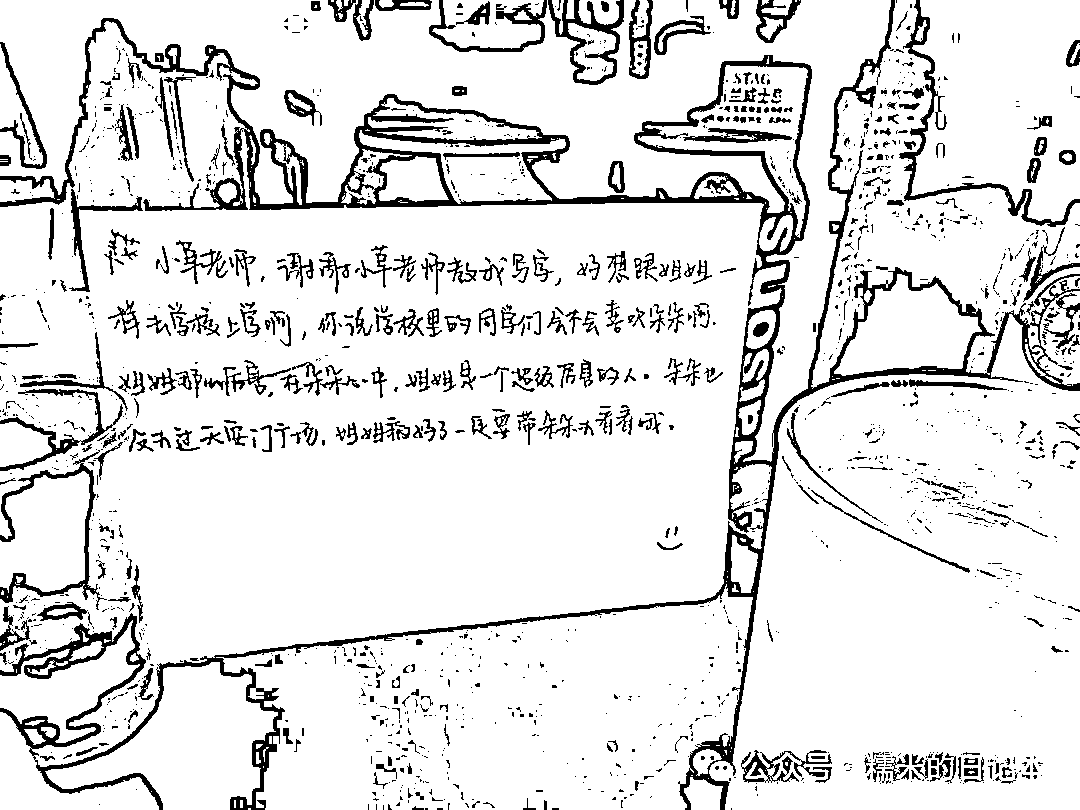 STAG
兰威士忌
小草老师，谢谢小草老师教我写字，好想跟姐姐一
样去学校上学啊，你说学校里的同学们会不会喜欢朵朵啊.
姐姐那么厉害，在朵朵心中，姐姐是一个超级厉害的人。朵朵也
没去过天安门广场，姐姐病好了一定要带朵朵去看看哦。
公众号·糯米的日记本